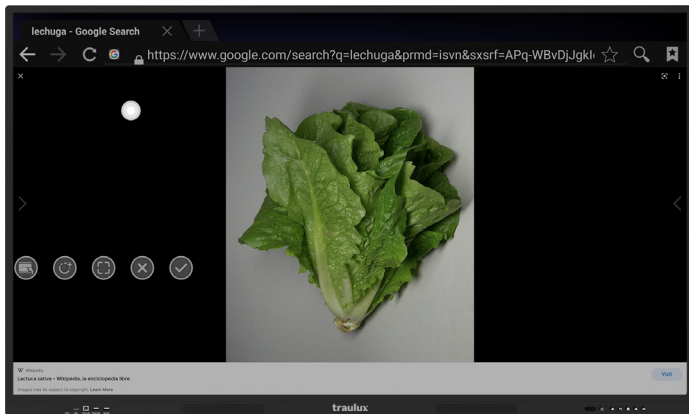 lechuga - Google Search
https://www.google.com/search?q=lechuga&prmd=isvn&sxsrf=APq-WBvDjJgkl
W Wikipedia
Lactuca sativa - Wikipedia, la enciclopedia libre
Visit
Images may be subject to copyright. Learn More
traulux